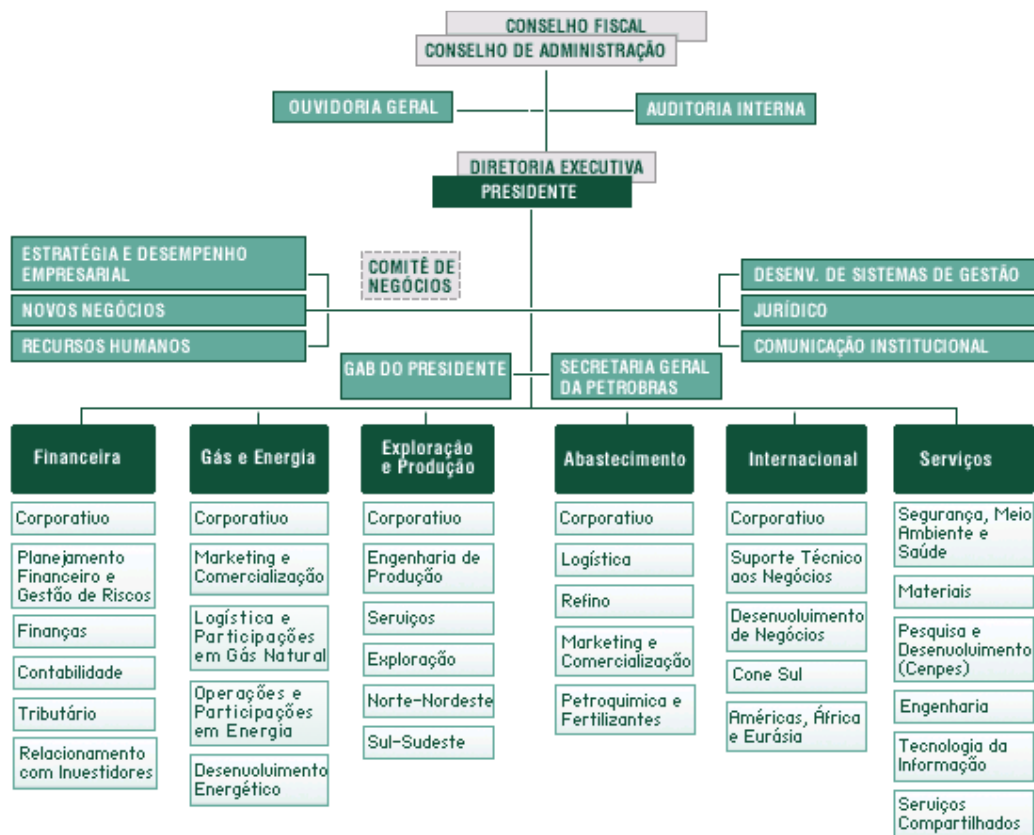 CONSELHO FISCAL
CONSELHO DE ADMINISTRAÇÃO
OUVIDORIA GERAL
AUDITORIA INTERNA
DIRETORIA EXECUTIVA
PRESIDENTE
ESTRATÉGIA E DESEMPENHO
EMPRESARIAL
NOVOS NEGÓCIOS
RECURSOS HUMANOS
COMITÊ DE
NEGÓCIOS
DESENV. DE SISTEMAS DE GESTÃO
JURÍDICO
COMUNICAÇÃO INSTITUCIONAL
GAB DO PRESIDENTE
SECRETARIA GERAL
DA PETROBRAS
Financeira
Corporativo
Planejamento
Financeiro e
Gestão de Riscos
Finanças
Contabilidade
Tributário
Relacionamento
com Investidores
Gás e Energia
Corporativo
Marketing e
Comercialização
Logística e
Participações
em Gás Natural
Operações e
Participações
em Energia
Desenvolvimento
Energético
Exploração
e Produção
Corporativo
Engenharia de
Produção
Serviços
Exploração
Norte-Nordeste
Sul-Sudeste
Abastecimento
Corporativo
Logística
Refino
Marketing e
Comercialização
Petroquimica e
Fertilizantes
Internacional
Corporativo
Suporte Técnico
aos Negócios
Desenvolvimento
de Negócios
Cone Sul
Américas, África
e Eurásia
Serviços
Segurança, Meio
Ambiente e
Saúde
Materiais
Pesquisa e
Desenvolvimento
(Cenpes)
Engenharia
Tecnologia da
Informação
Serviços
Compartilhados